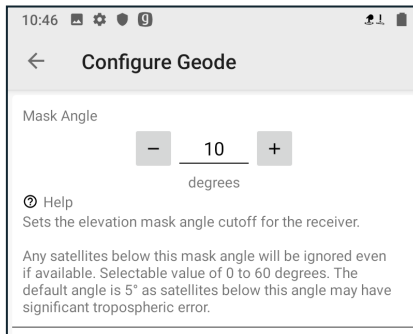 10:46 g
Configure Geode
Mask Angle
− 10 +
degrees
? Help
Sets the elevation mask angle cutoff for the receiver.
Any satellites below this mask angle will be ignored even
if available. Selectable value of 0 to 60 degrees. The
default angle is 5° as satellites below this angle may have
significant tropospheric error.